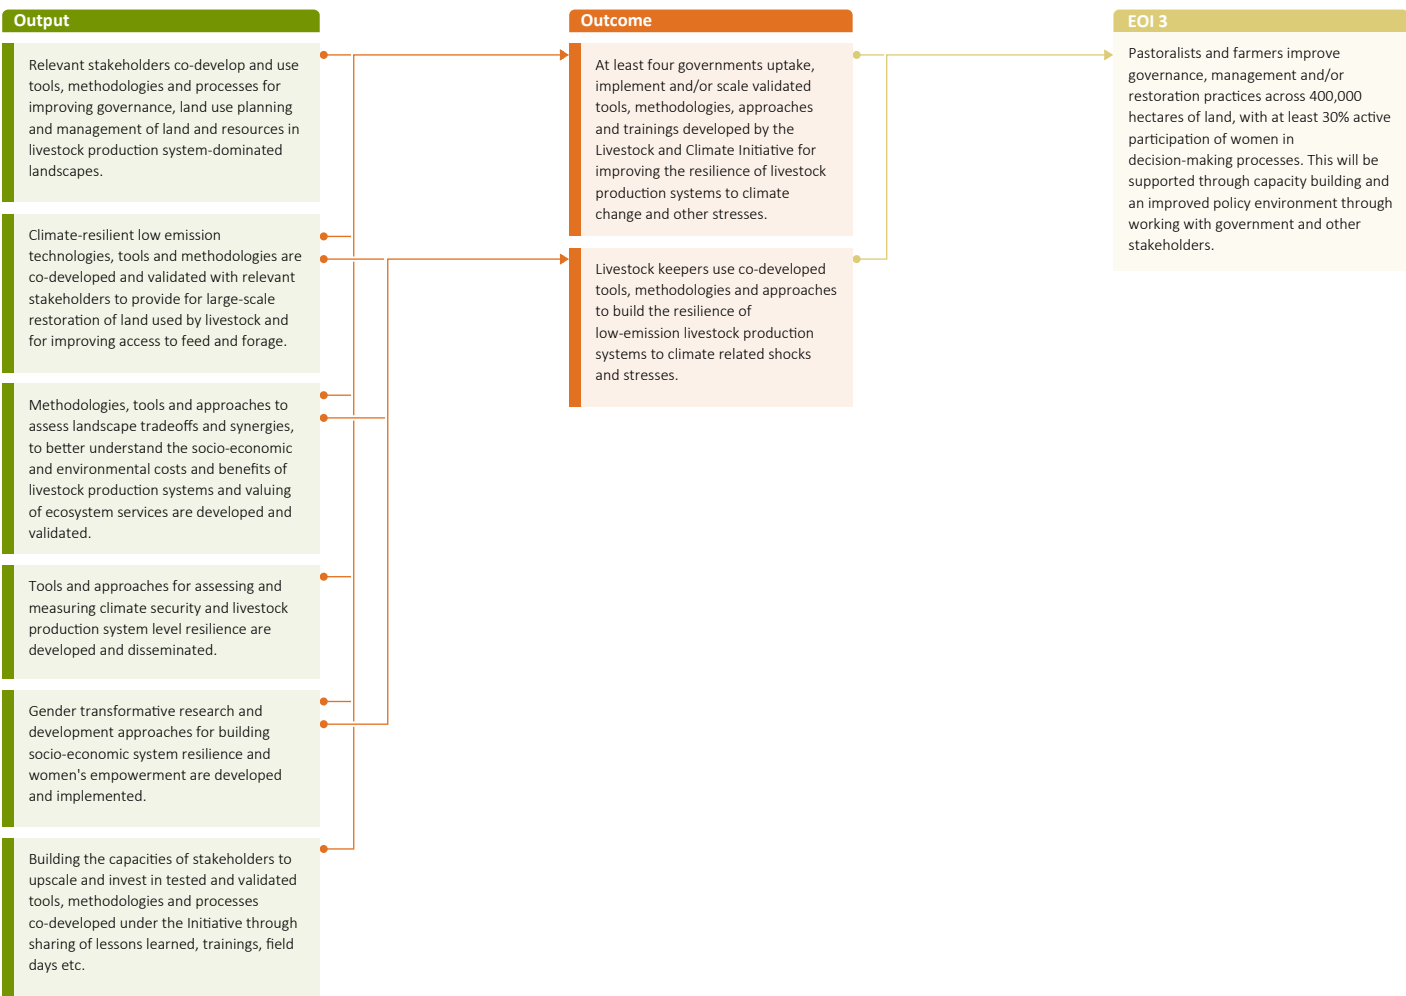 Output
Relevant stakeholders co-develop and use
tools, methodologies and processes for
improving governance, land use planning
and management of land and resources in
livestock production system-dominated
landscapes.
Climate-resilient low emission
technologies, tools and methodologies are
co-developed and validated with relevant
stakeholders to provide for large-scale
restoration of land used by livestock and
for improving access to feed and forage.
Methodologies, tools and approaches to
assess landscape tradeoffs and synergies,
to better understand the socio-economic
and environmental costs and benefits of
livestock production systems and valuing
of ecosystem services are developed and
validated.
Tools and approaches for assessing and
measuring climate security and livestock
production system level resilience are
developed and disseminated.
Gender transformative research and
development approaches for building
socio-economic system resilience and
women's empowerment are developed
and implemented.
Building the capacities of stakeholders to
upscale and invest in tested and validated
tools, methodologies and processes
co-developed under the Initiative through
sharing of lessons learned, trainings, field
days etc.
Outcome
At least four governments uptake,
implement and/or scale validated
tools, methodologies, approaches
and trainings developed by the
Livestock and Climate Initiative for
improving the resilience of livestock
production systems to climate
change and other stresses.
Livestock keepers use co-developed
tools, methodologies and approaches
to build the resilience of
low-emission livestock production
systems to climate related shocks
and stresses.
EOI 3
Pastoralists and farmers improve
governance, management and/or
restoration practices across 400,000
hectares of land, with at least 30% active
participation of women in
decision-making processes. This will be
supported through capacity building and
an improved policy environment through
working with government and other
stakeholders.